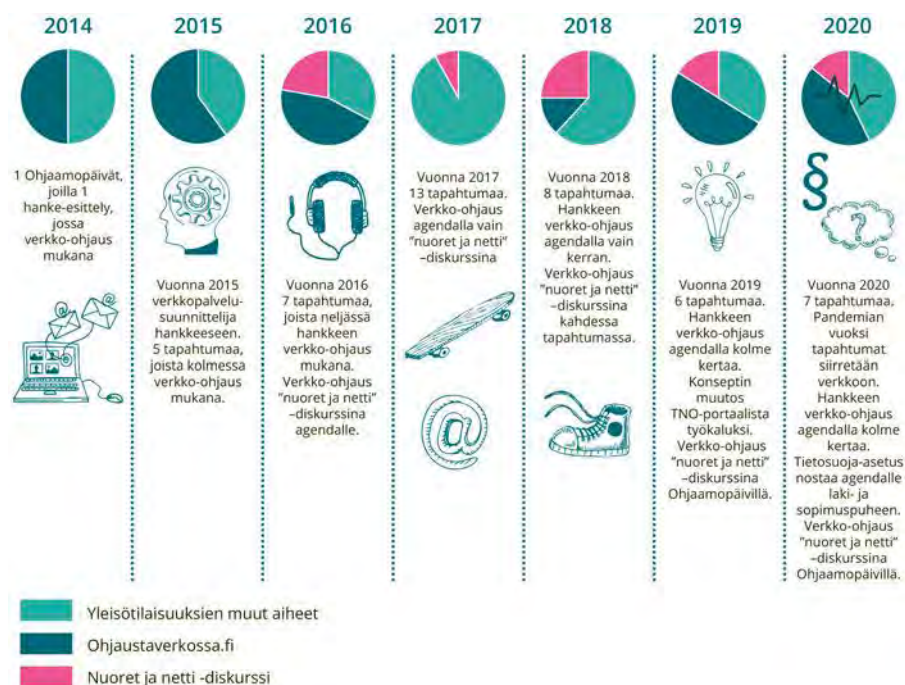 2014
2015
2016
2017
2018
2019
2020
1 Ohjaamopäivät,
joilla 1
hanke-esittely,
jossa
verkko-ohjaus
mukana
Vuonna 2015
verkkopalvelu-
suunnittelija
hankkeeseen.
5 tapahtumaa,
joista kolmessa
verkko-ohjaus
mukana.
Vuonna 2016
7 tapahtumaa,
joista neljässä
hankkeen
verkko-ohjaus
mukana.
Verkko-ohjaus
”nuoret ja netti”
–diskurssina
agendalle.
Vuonna 2017
13 tapahtumaa.
Verkko-ohjaus
agendalla vain
”nuoret ja netti”
–diskurssina
@
Vuonna 2018
8 tapahtumaa.
Hankkeen
verkko-ohjaus
agendalla vain
kerran.
Verkko-ohjaus
”nuoret ja netti”
–diskurssina
kahdessa
tapahtumassa.
Vuonna 2019
6 tapahtumaa.
Hankkeen
verkko-ohjaus
agendalla kolme
kertaa.
Konseptin
muutos
TNO-portaalista
työkaluksi.
Verkko-ohjaus
”nuoret ja netti”
–diskurssina
Ohjaamopäivillä.
§
?
Vuonna 2020
7 tapahtumaa.
Pandemian
vuoksi
tapahtumat
siirretään
verkkoon.
Hankkeen
verkko-ohjaus
agendalla kolme
kertaa.
Tietosuoja-asetus
nostaa agendalle
laki- ja
sopimuspuheen.
Verkko-ohjaus
”nuoret ja netti”
–diskurssina
Ohjaamopäivillä.
Yleisötilaisuuksien muut aiheet
Ohjaustaverkossa.fi
Nuoret ja netti -diskurssi